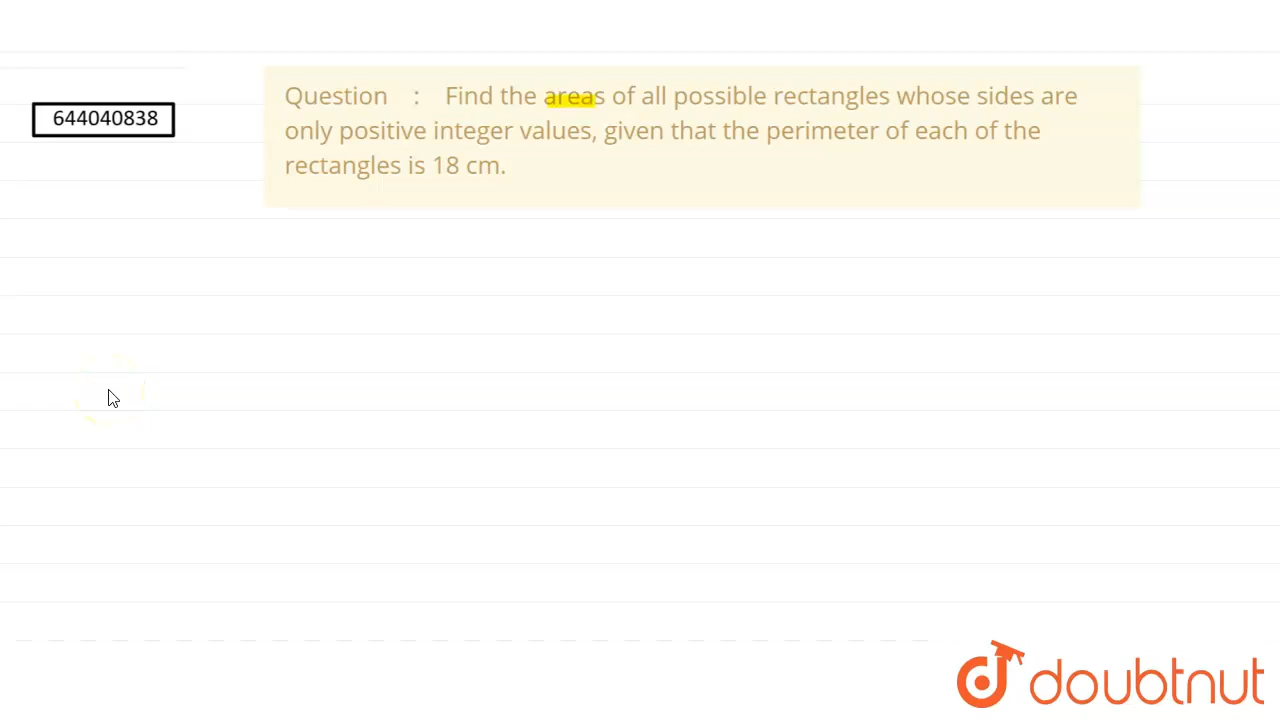 644040838
Question : Find the areas of all possible rectangles whose sides are
only positive integer values, given that the perimeter of each of the
rectangles is 18 cm.
doubtnut